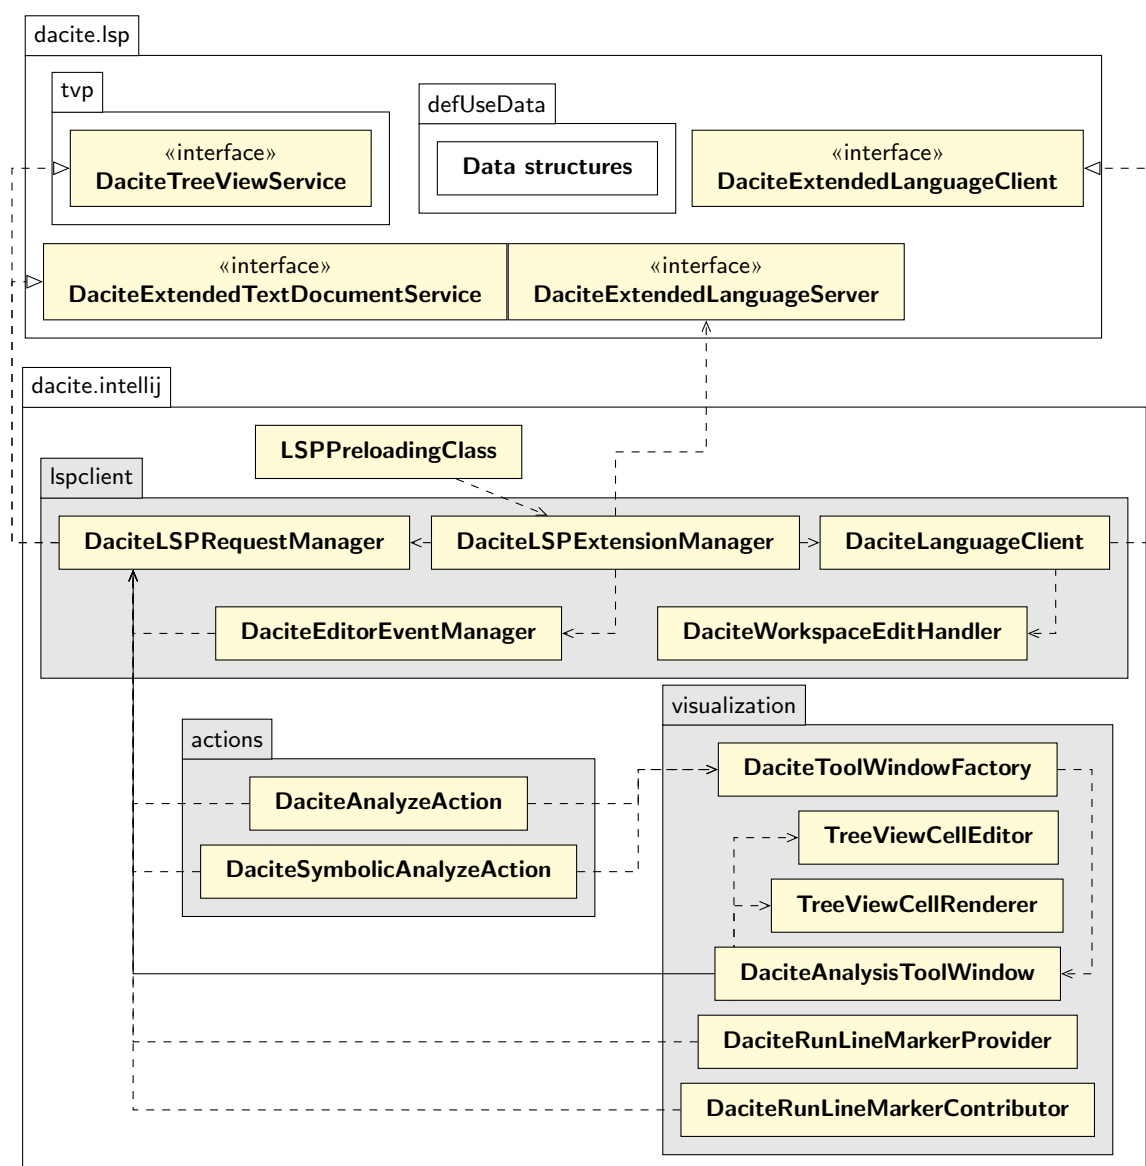 dacite.lsp
tvp
defUseData
«interface»
DaciteTreeViewService
Data structures
«interface»
DaciteExtendedLanguageClient
«interface»
DaciteExtendedTextDocumentService
«interface»
DaciteExtendedLanguageServer
dacite.intellij
LSPPreloadingClass
lspclient
DaciteLSPRequestManager
DaciteLSPExtensionManager
DaciteLanguageClient
DaciteEditorEventManager
DaciteWorkspaceEditHandler
actions
DaciteAnalyzeAction
DaciteSymbolicAnalyzeAction
visualization
DaciteToolWindowFactory
TreeViewCellEditor
TreeViewCellRenderer
DaciteAnalysisToolWindow
DaciteRunLineMarkerProvider
DaciteRunLineMarkerContributor